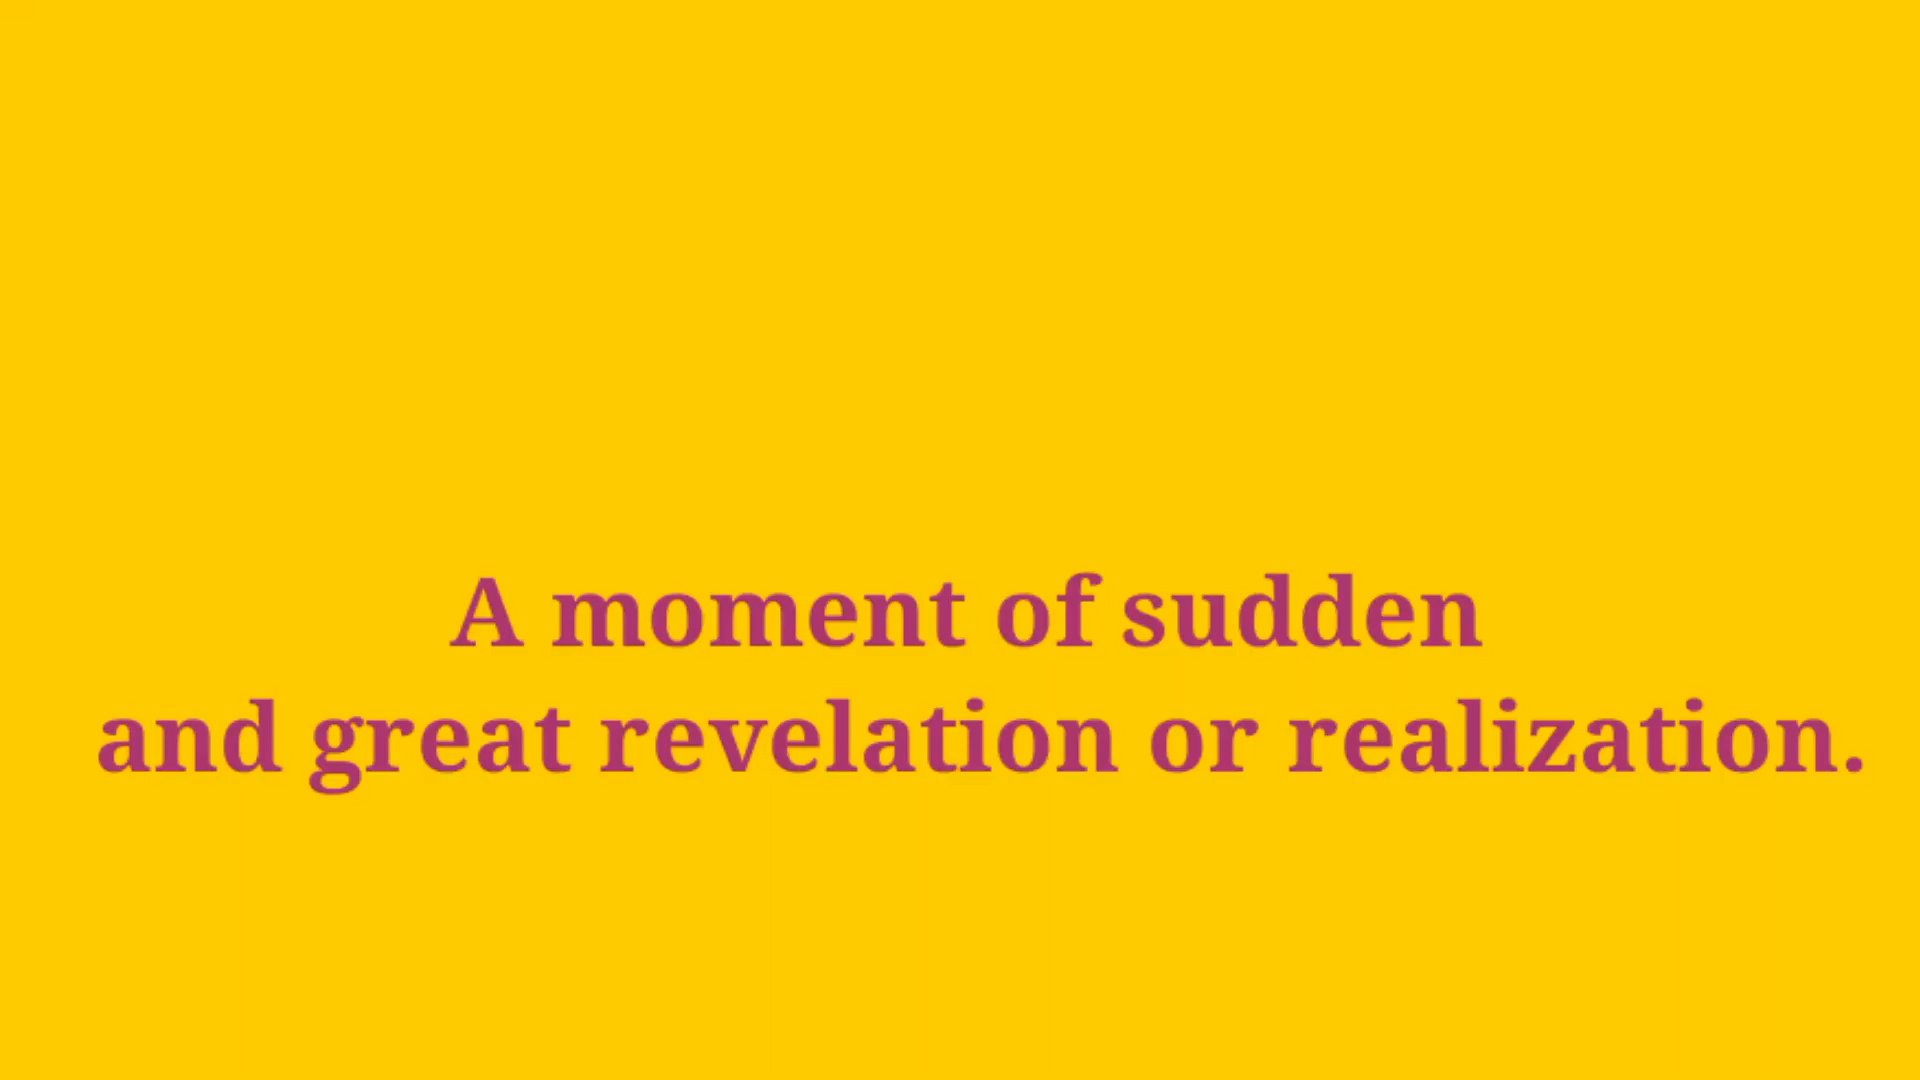 A moment of sudden
and great revelation or realization.